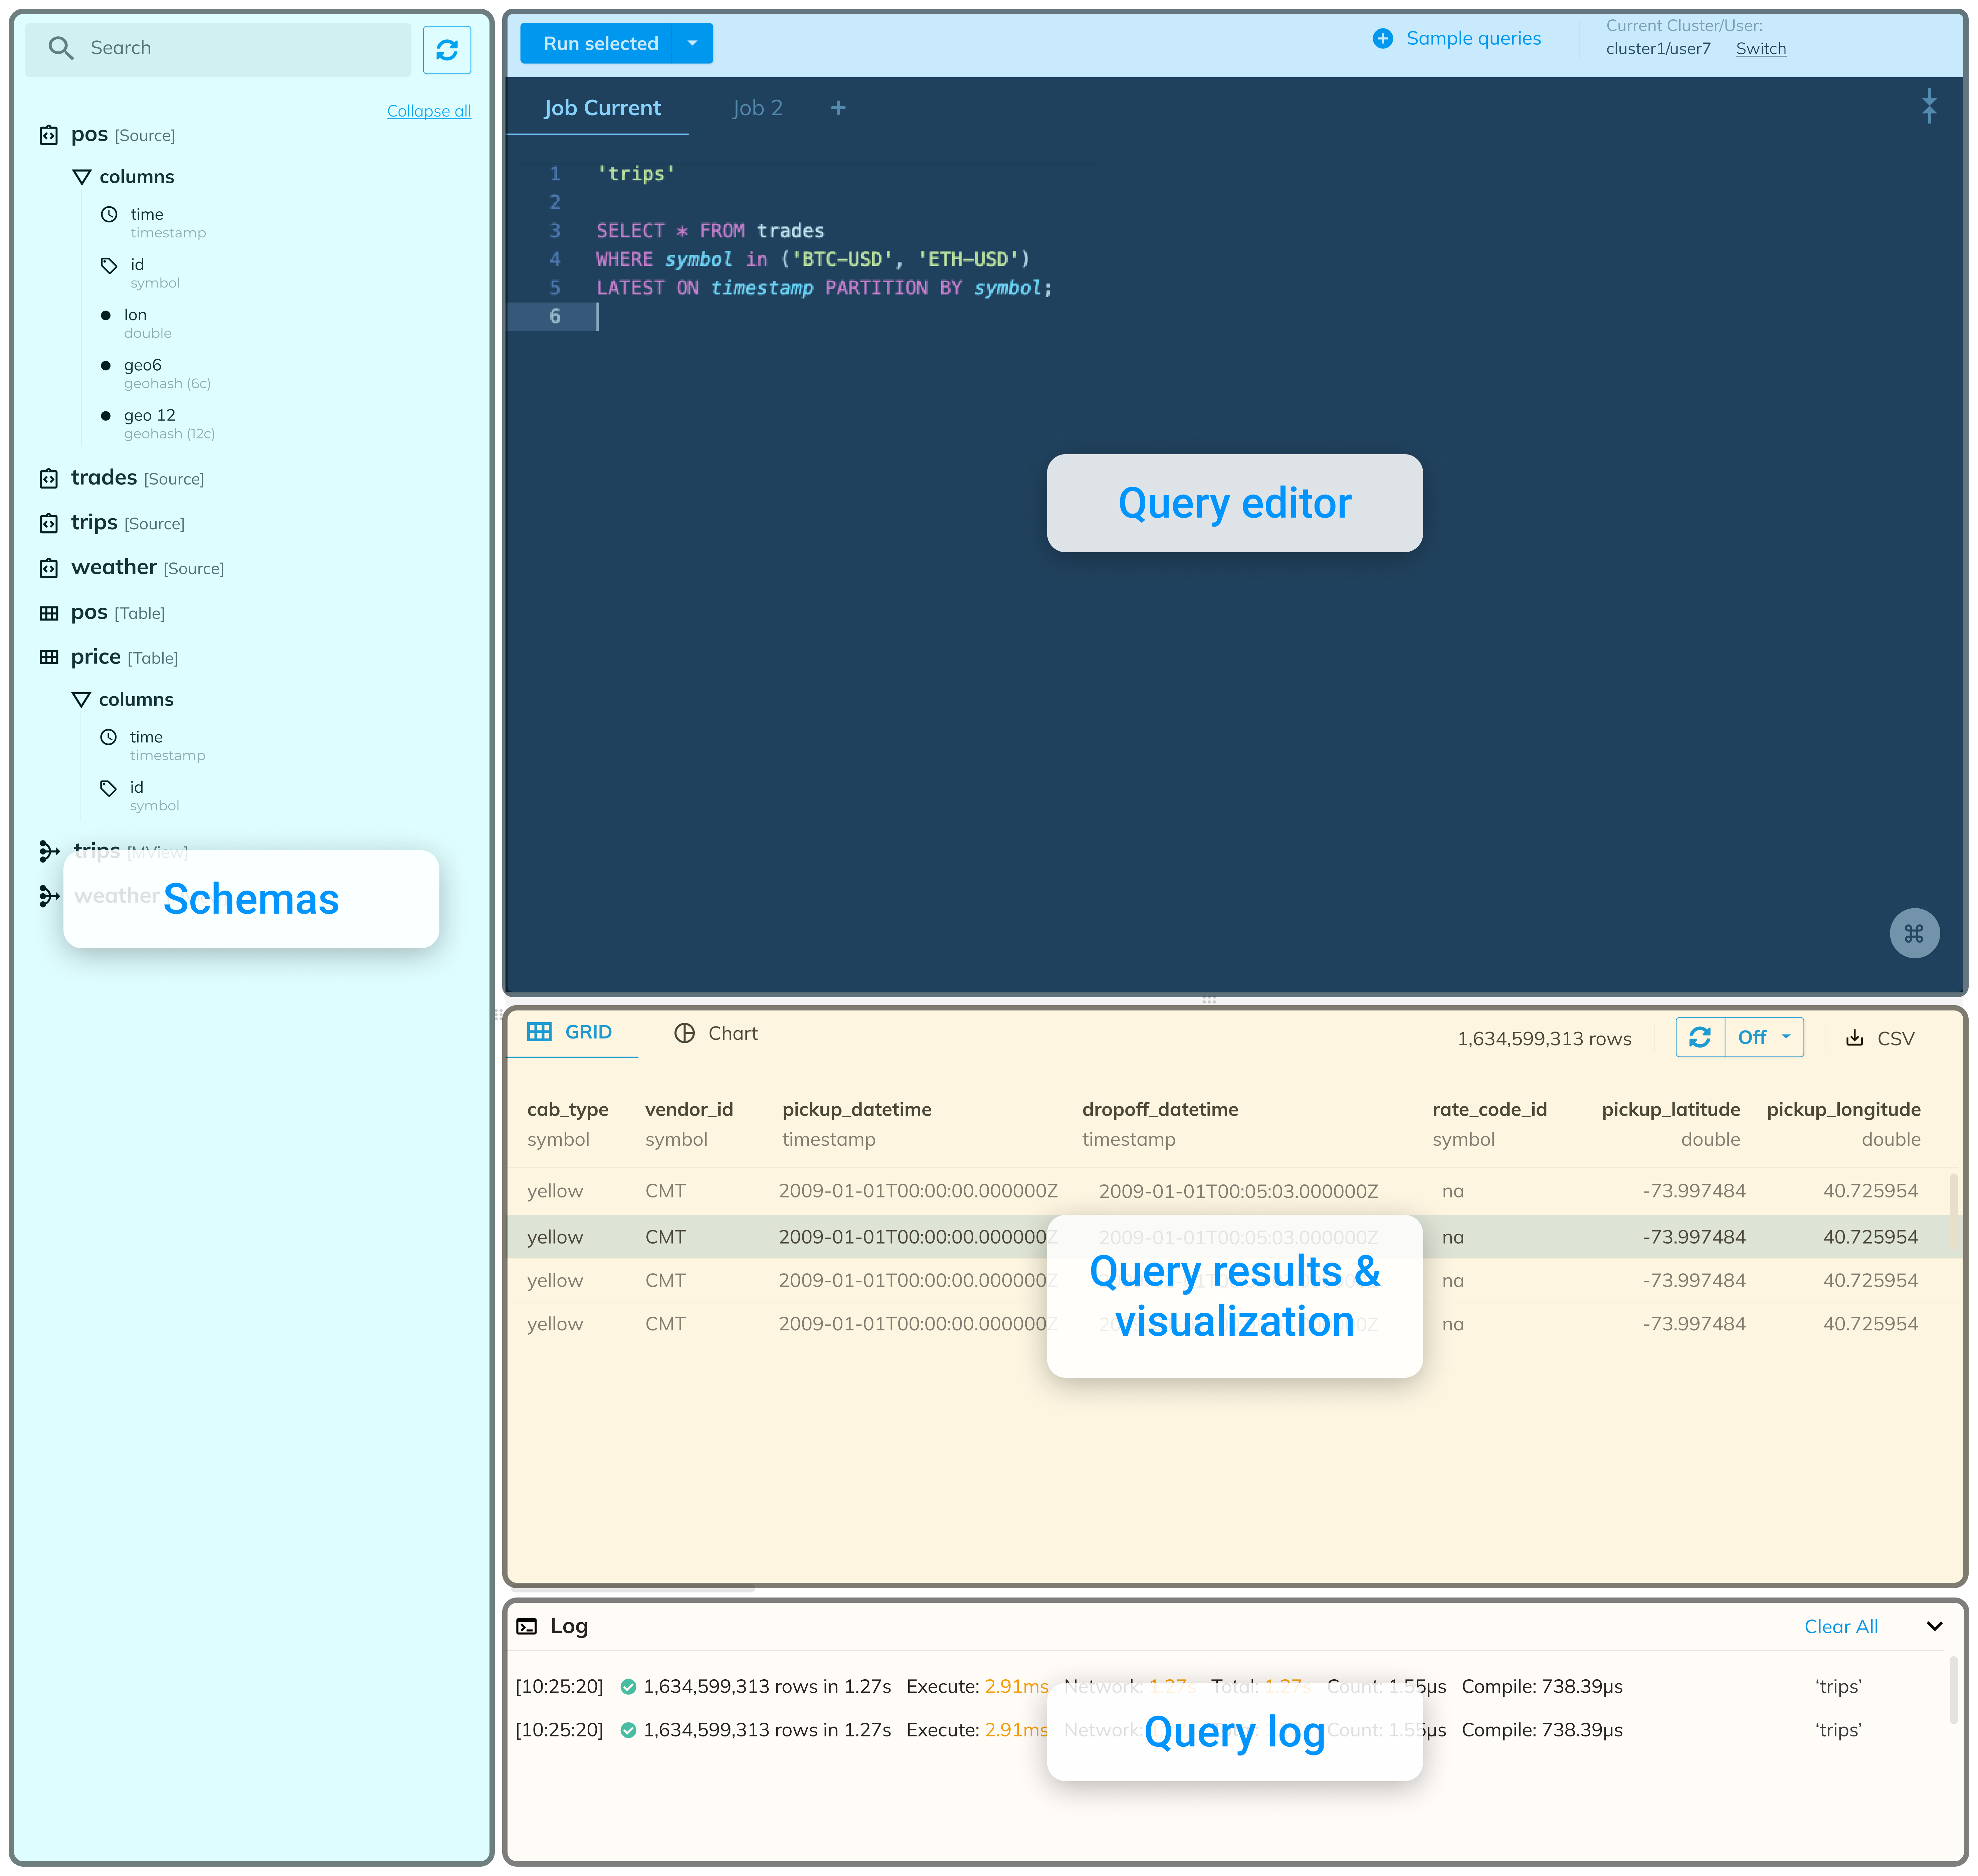 Search
Collapse all
pos [Source]
columns
time
timestamp
id
symbol
lon
double
geo6
geohash (6c)
geo 12
geohash (12c)
trades [Source]
trips [Source]
weather [Source]
pos [Table]
price [Table]
columns
time
timestamp
id
symbol
trips [MView]
weather
Schemas
Run selected
Sample queries
Current Cluster/User:
cluster1/user7 Switch
Job Current Job 2 +
1 'trips'
2
3 SELECT * FROM trades
4 WHERE symbol in ('BTC-USD', 'ETH-USD')
5 LATEST ON timestamp PARTITION BY symbol;
6
Query editor
GRID Chart 1,634,599,313 rows Off CSV
cab_type vendor_id pickup_datetime dropoff_datetime rate_code_id pickup_latitude pickup_longitude
symbol symbol timestamp timestamp symbol double double
yellow CMT 2009-01-01T00:00:00.000000Z 2009-01-01T00:05:03.000000Z na -73.997484 40.725954
yellow CMT 2009-01-01T00:00:00.000000Z 2009-01-01T00:05:03.000000Z na -73.997484 40.725954
yellow CMT 2009-01-01T00:00:00.000000Z na -73.997484 40.725954
yellow CMT 2009-01-01T00:00:00.000000Z na -73.997484 40.725954
Query results &
visualization
Log Clear All
[10:25:20] 1,634,599,313 rows in 1.27s Execute: 2.91ms Network: 1.27s Total: 1.27s Count: 1.55µs Compile: 738.39µs ‘trips’
[10:25:20] 1,634,599,313 rows in 1.27s Execute: 2.91ms Network: Count: 1.55µs Compile: 738.39µs ‘trips’
Query log